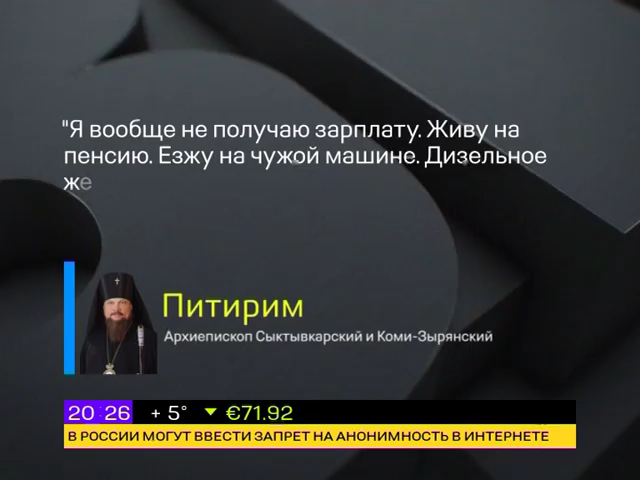 "Я вообще не получаю зарплату. Живу на
пенсию. Езжу на чужой машине. Дизельное
же
Питирим
Архиепископ Сыктывкарский и Коми-Зырянский
20:26 + 5° €71.92
В РОССИИ МОГУТ ВВЕСТИ ЗАПРЕТ НА АНОНИМНОСТЬ В ИНТЕРНЕТЕ